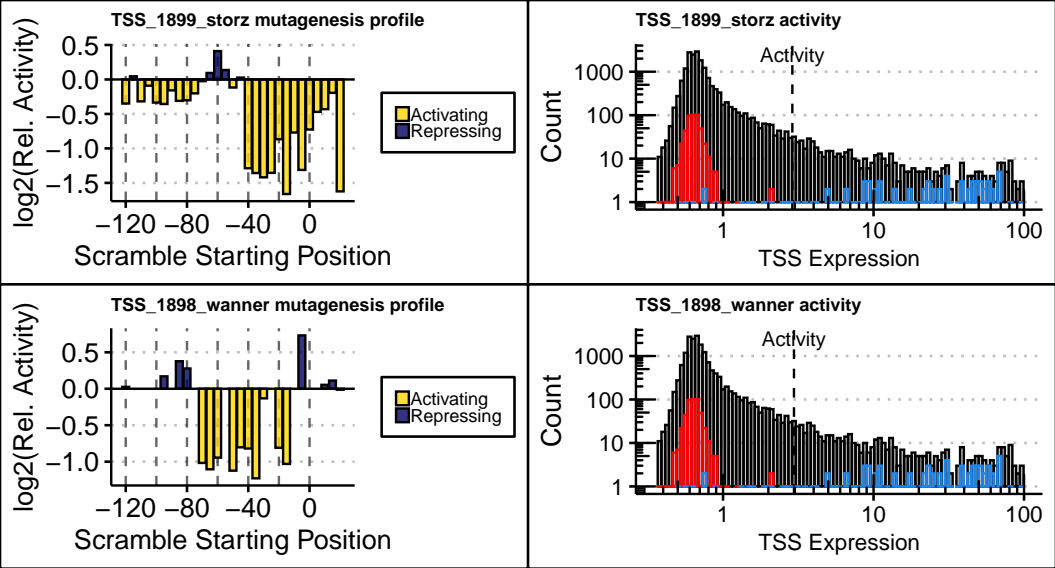 TSS_1899_storz mutagenesis profile
log2(Rel. Activity)
0.5
0.0
−0.5
−1.0
−1.5
−120 −80 −40 0
Scramble Starting Position
Activating
Repressing
TSS_1899_storz activity
Activity
Count
1000
100
10
1
1 10 100
TSS Expression
TSS_1898_wanner mutagenesis profile
log2(Rel. Activity)
0.5
0.0
−0.5
−1.0
−120 −80 −40 0
Scramble Starting Position
Activating
Repressing
TSS_1898_wanner activity
Activity
Count
1000
100
10
1
1 10 100
TSS Expression